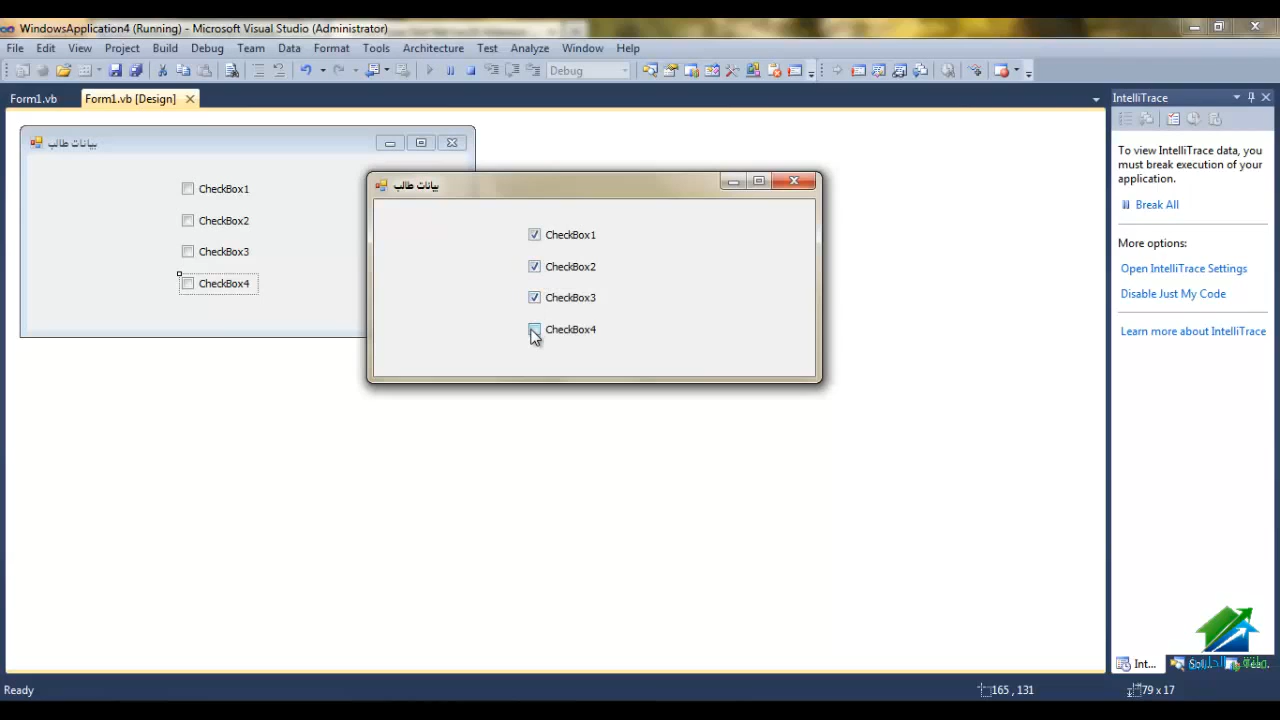 WindowsApplication4 (Running) - Microsoft Visual Studio (Administrator)
File Edit View Project Build Debug Team Data Format Tools Architecture Test Analyze Window Help
Debug
Form1.vb Form1.vb [Design]
IntelliTrace
بيانات طالب
CheckBox1
CheckBox2
CheckBox3
CheckBox4
بيانات طالب
CheckBox1
CheckBox2
CheckBox3
CheckBox4
To view IntelliTrace data, you
must break execution of your
application.
Break All
More options:
Open IntelliTrace Settings
Disable Just My Code
Learn more about IntelliTrace
Int...
Ready
165 , 131
79 x 17